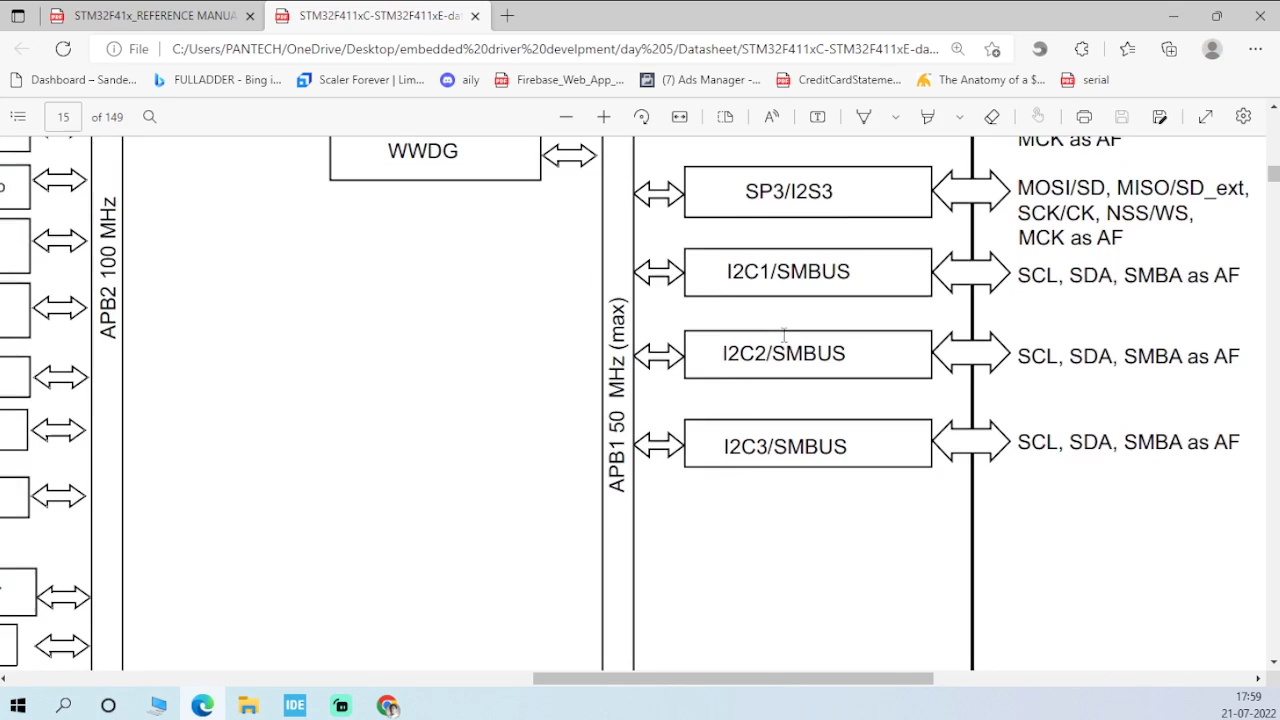 STM32F41x_REFERENCE MANUA
STM32F411xC-STM32F411xE-da
File
C:/Users/PANTECH/OneDrive/Desktop/embedded%20driver%20develpment/day%205/Datasheet/STM32F411xC-STM32F411xE-da...
Dashboard – Sande...
FULLADDER - Bing i...
Scaler Forever | Lim...
aily
Firebase_Web_App_...
(7) Ads Manager -...
CreditCardStateme...
The Anatomy of a $...
serial
15 of 149
MCK as AF
WWDG
SP3/I2S3
MOSI/SD, MISO/SD_ext,
SCK/CK, NSS/WS,
MCK as AF
APB2 100 MHz
I2C1/SMBUS
SCL, SDA, SMBA as AF
APB1 50 MHz (max)
I2C2/SMBUS
SCL, SDA, SMBA as AF
I2C3/SMBUS
SCL, SDA, SMBA as AF
IDE
17:59
21-07-2022